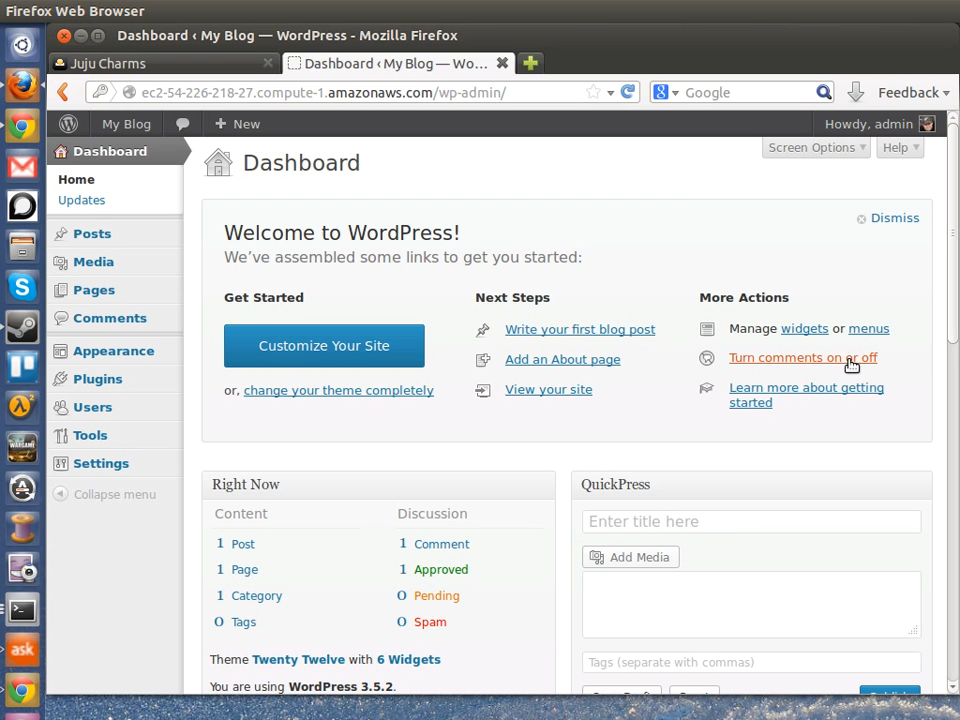 Firefox Web Browser
Dashboard ‹ My Blog — WordPress - Mozilla Firefox
Juju Charms
Dashboard ‹ My Blog — Wo...
ec2-54-226-218-27.compute-1.amazonaws.com/wp-admin/
Google
Feedback
My Blog
+ New
Howdy, admin
Dashboard
Home
Updates
Posts
Media
Pages
Comments
Appearance
Plugins
Users
Tools
Settings
Collapse menu
Dashboard
Screen Options
Help
Dismiss
Welcome to WordPress!
We've assembled some links to get you started:
Get Started
Customize Your Site
or, change your theme completely
Next Steps
Write your first blog post
Add an About page
View your site
More Actions
Manage widgets or menus
Turn comments on or off
Learn more about getting
started
Right Now
Content
1 Post
1 Page
1 Category
0 Tags
Discussion
1 Comment
1 Approved
0 Pending
0 Spam
Theme Twenty Twelve with 6 Widgets
You are using WordPress 3.5.2.
QuickPress
Enter title here
Add Media
Tags (separate with commas)
ask